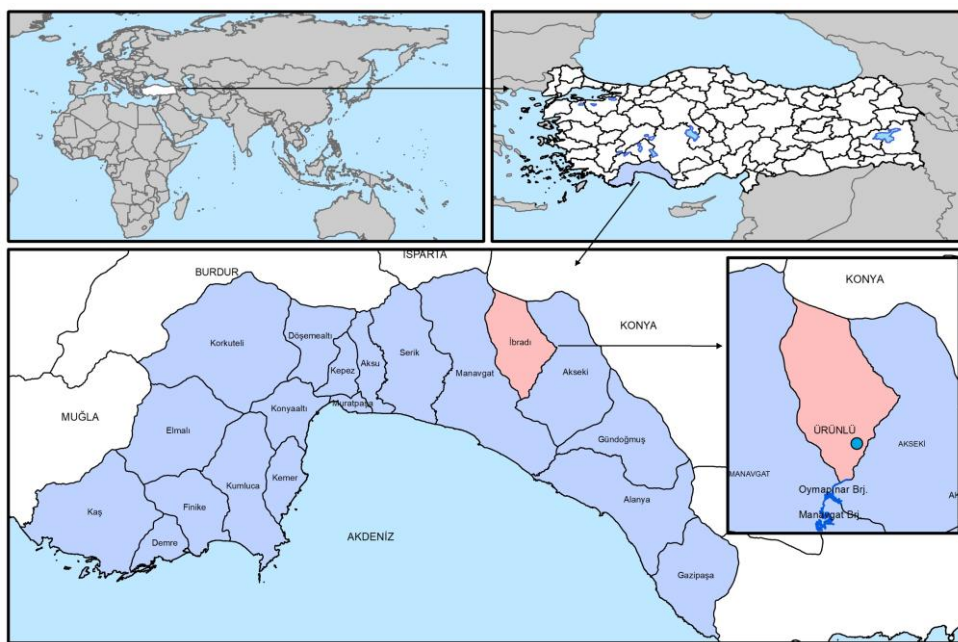 ISPARTA
BURDUR
KONYA
Korkuteli
Döşemealtı
Kepez
Aksu
Serik
Manavgat
İbradı
Akseki
MUĞLA
Elmalı
Konyaaltı
Muratpaşa
Gündoğmuş
Kaş
Finike
Kumluca
Kemer
Alanya
Demre
AKDENİZ
Gazipaşa
KONYA
ÜRÜNLÜ
AKSEKİ
MANAVGAT
Oymapınar Brj.
Manavgat Brj.